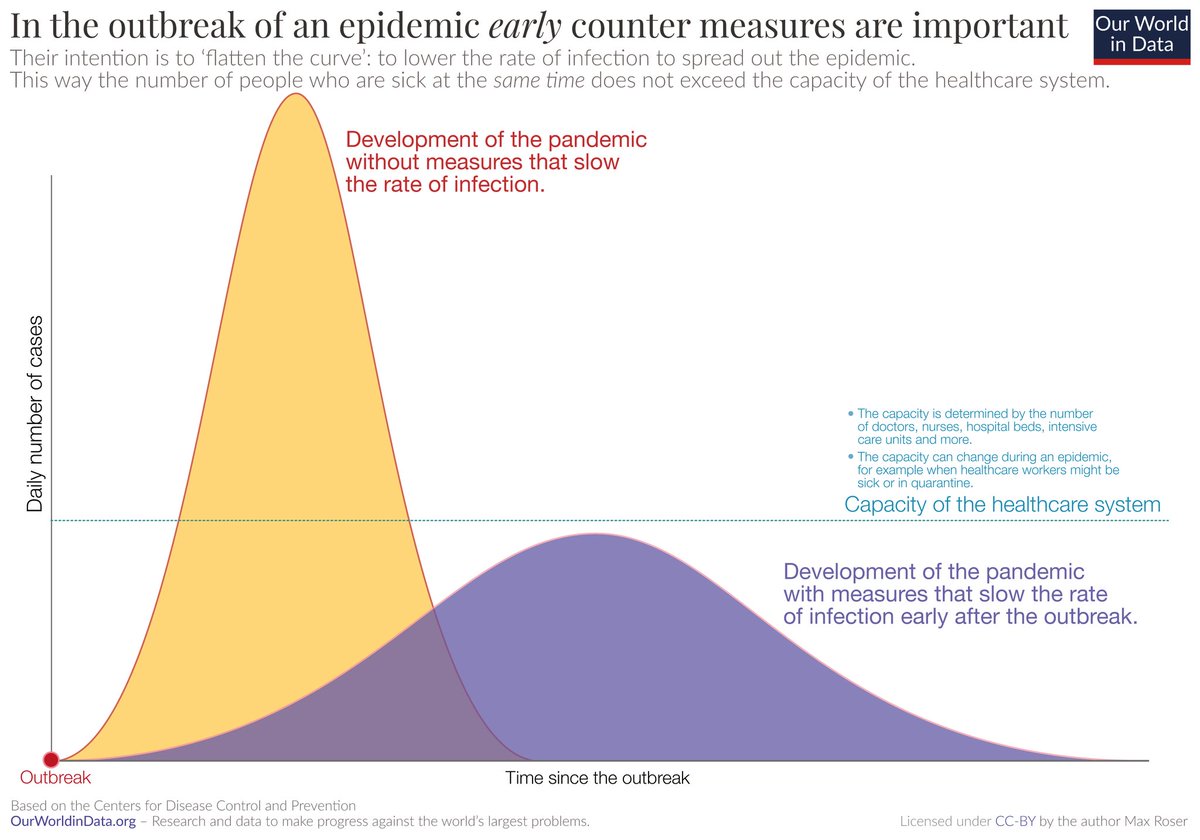 In the outbreak of an epidemic early counter measures are important
Our World
in Data
Their intention is to ‘flatten the curve’: to lower the rate of infection to spread out the epidemic.
This way the number of people who are sick at the same time does not exceed the capacity of the healthcare system.
Development of the pandemic
without measures that slow
the rate of infection.
Daily number of cases
• The capacity is determined by the number
of doctors, nurses, hospital beds, intensive
care units and more.
• The capacity can change during an epidemic,
for example when healthcare workers might be
sick or in quarantine.
Capacity of the healthcare system
Development of the pandemic
with measures that slow the rate
of infection early after the outbreak.
Outbreak
Time since the outbreak
Based on the Centers for Disease Control and Prevention
OurWorldinData.org – Research and data to make progress against the world's largest problems.
Licensed under CC-BY by the author Max Roser